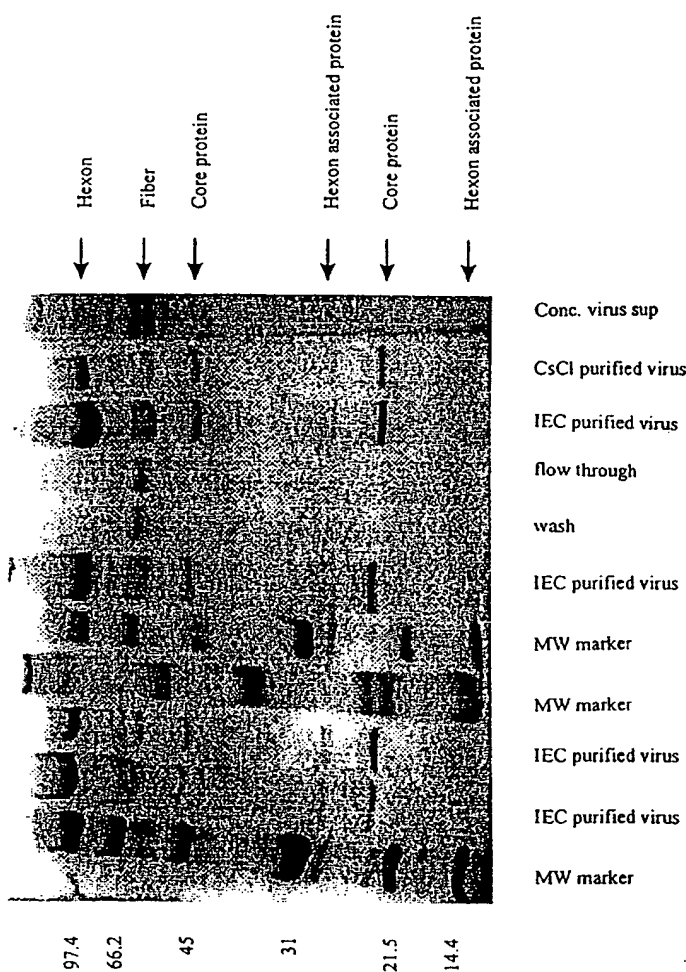 Hexon
Fiber
Core protein
Hexon associated protein
Core protein
Hexon associated protein
Conc. virus sup
CsCl purified virus
IEC purified virus
flow through
wash
IEC purified virus
MW marker
MW marker
IEC purified virus
IEC purified virus
MW marker
97.4
66.2
45
31
21.5
14.4